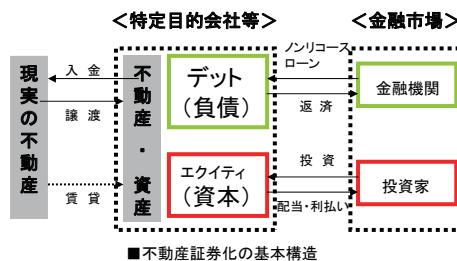 ＜特定目的会社等＞
＜金融市場＞
現実の不動産
入 金
譲 渡
賃 貸
不動産・資産
デット
（負債）
エクイティ
（資本）
ノンリコース
ローン
返 済
投 資
配当・利払い
金融機関
投資家
■不動産証券化の基本構造